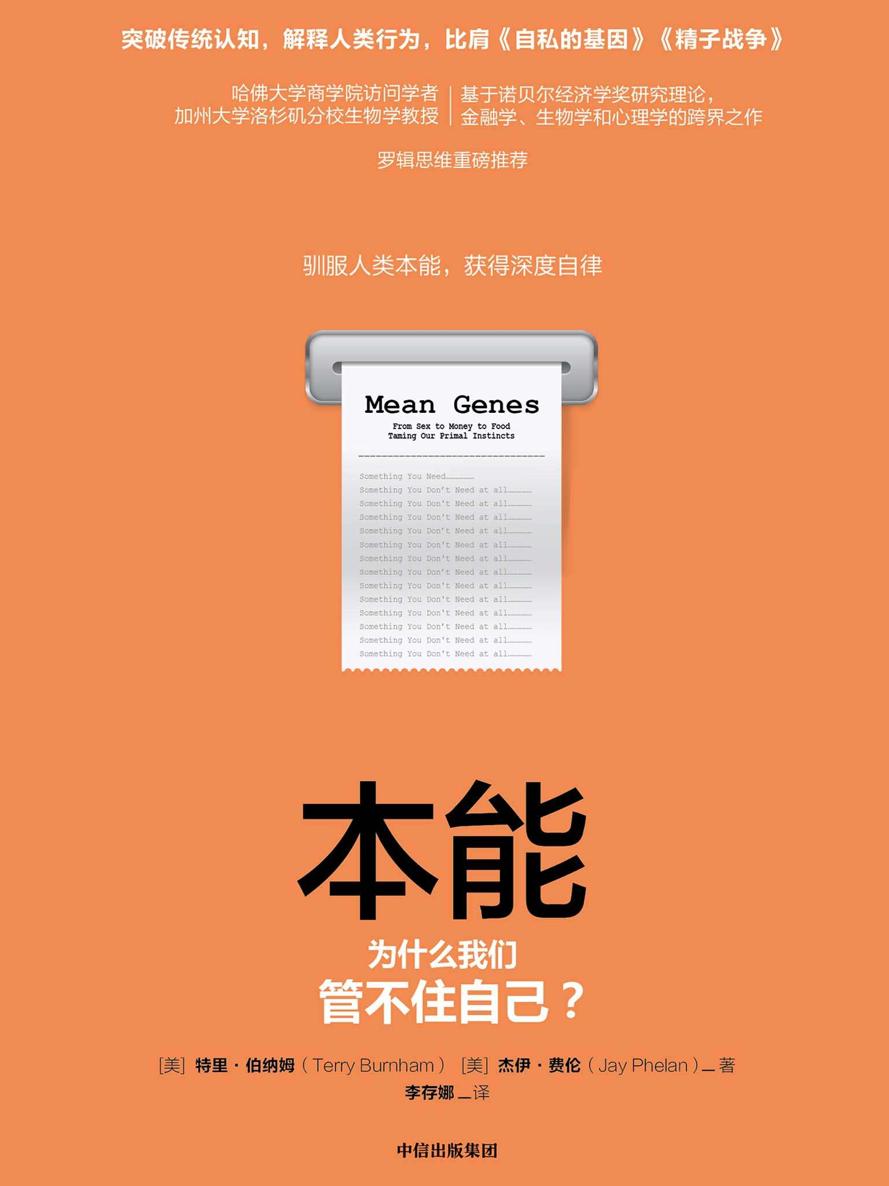 突破传统认知，解释人类行为，比肩《自私的基因》《精子战争》
哈佛大学商学院访问学者
加州大学洛杉矶分校生物学教授
基于诺贝尔经济学奖研究理论，
金融学、生物学和心理学的跨界之作
罗辑思维重磅推荐
驯服人类本能，获得深度自律
Mean Genes
From Sex to Money to Food
Taming Our Primal Instincts
Something You Need
Something You Don't Need at all
Something You Don't Need at all
Something You Don't Need at all
Something You Don't Need at all
Something You Don't Need at all
Something You Don't Need at all
Something You Don't Need at all
Something You Don't Need at all
Something You Don't Need at all
Something You Don't Need at all
Something You Don't Need at all
Something You Don't Need at all
Something You Don't Need at all
本能
为什么我们
管不住自己？
[美] 特里·伯纳姆（Terry Burnham） [美] 杰伊·费伦（Jay Phelan）_ 著
李存娜 _ 译
中信出版集团